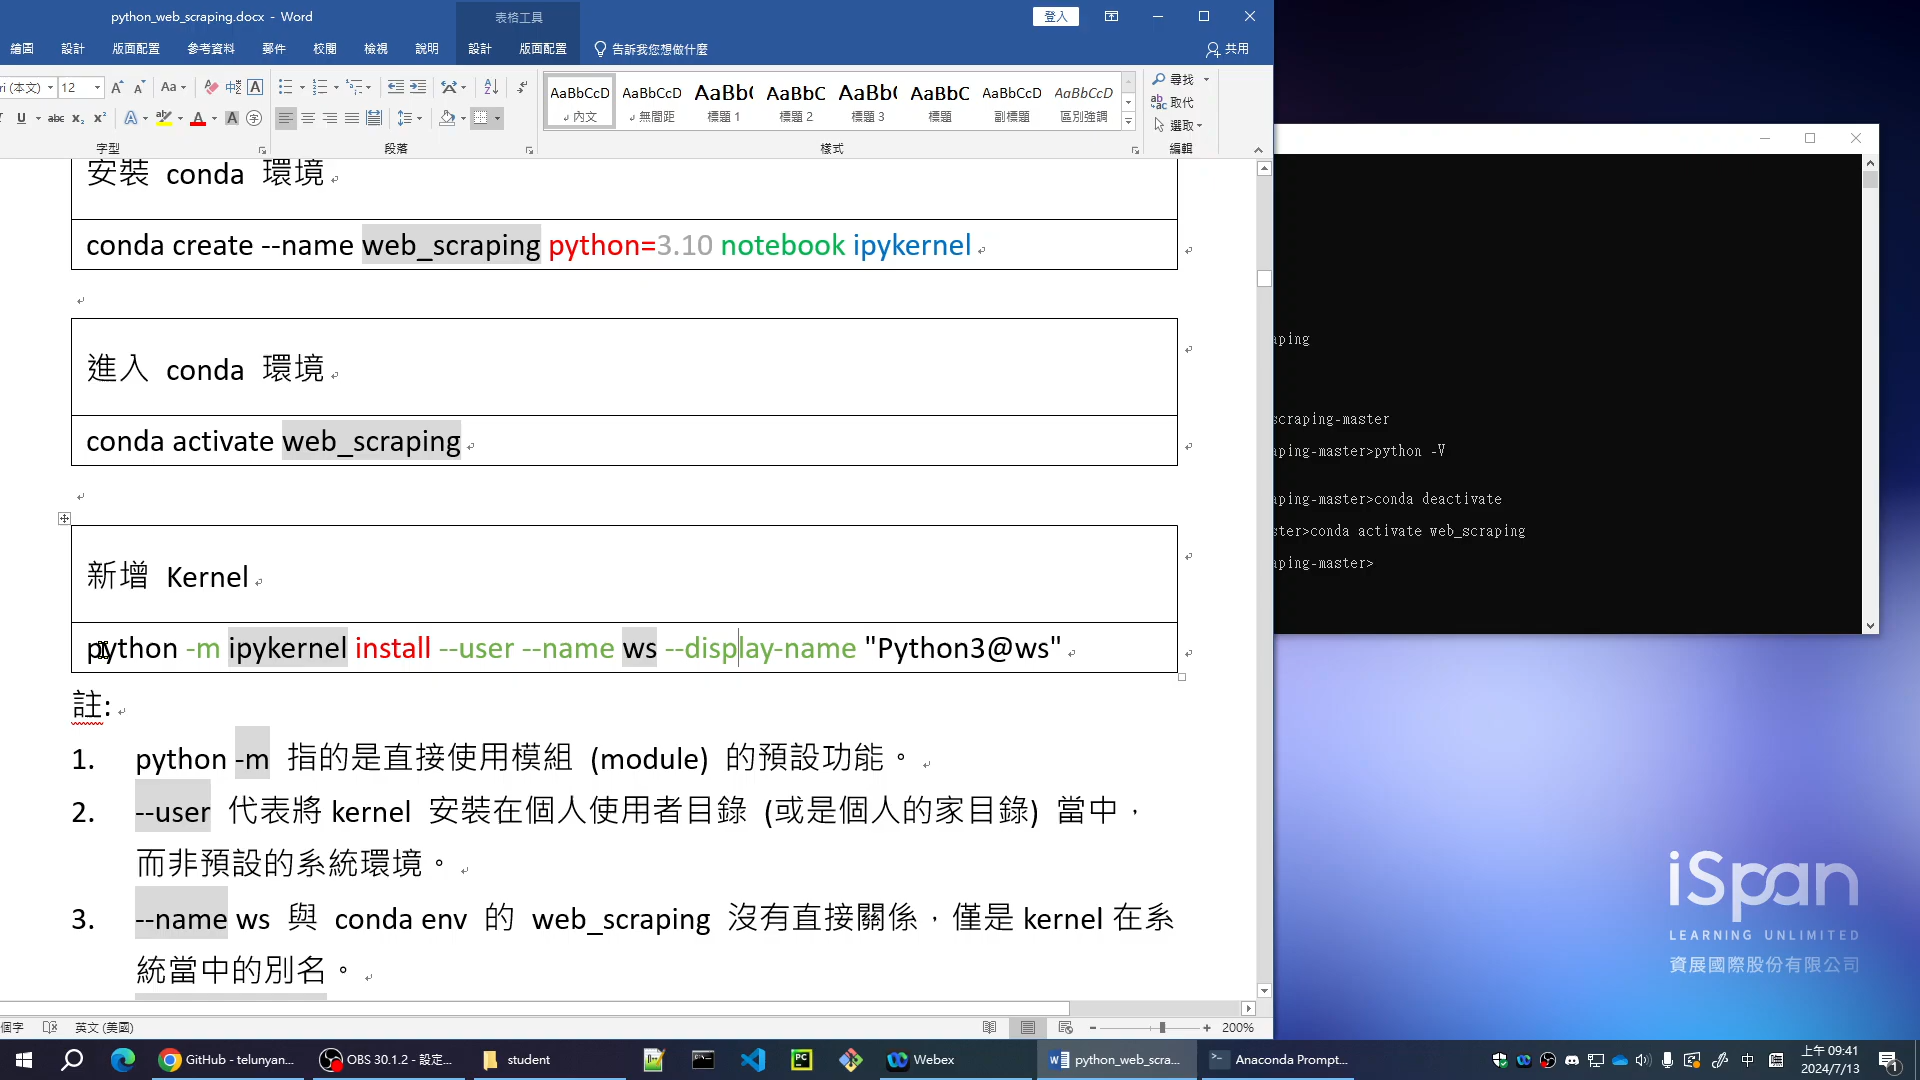 python_web_scraping.docx - Word
表格工具
登入
繪圖 設計 版面配置 參考資料 郵件 校閱 檢視 說明 設計 版面配置 告訴我您想做什麼 共用
ri (本文) 12 Aa
AaBbCcD AaBbCcD AaBb( AaBbC AaBb( AaBbC AaBbCcD AaBbCcD
內文 無間距 標題 1 標題 2 標題 3 標題 副標題 區別強調
尋找
取代
選取
字型 段落 樣式 編輯
安裝 conda 環境
conda create --name web_scraping python=3.10 notebook ipykernel
進入 conda 環境
conda activate web_scraping
新增 Kernel
python -m ipykernel install --user --name ws --display-name "Python3@ws"
註:
1. python -m 指的是直接使用模組 (module) 的預設功能。
2. --user 代表將 kernel 安裝在個人使用者目錄 (或是個人的家目錄) 當中，
而非預設的系統環境。
3. --name ws 與 conda env 的 web_scraping 沒有直接關係，僅是 kernel 在系
統當中的別名。
個字 英文 (美國) 200%
aping
scraping-master
aping-master>python -V
aping-master>conda deactivate
ster>conda activate web_scraping
aping-master>
iSpan
LEARNING UNLIMITED
資展國際股份有限公司
GitHub - telunyan... OBS 30.1.2 - 設定... student Webex python_web_scra... Anaconda Prompt... 中 上午 09:41
2024/7/13
1